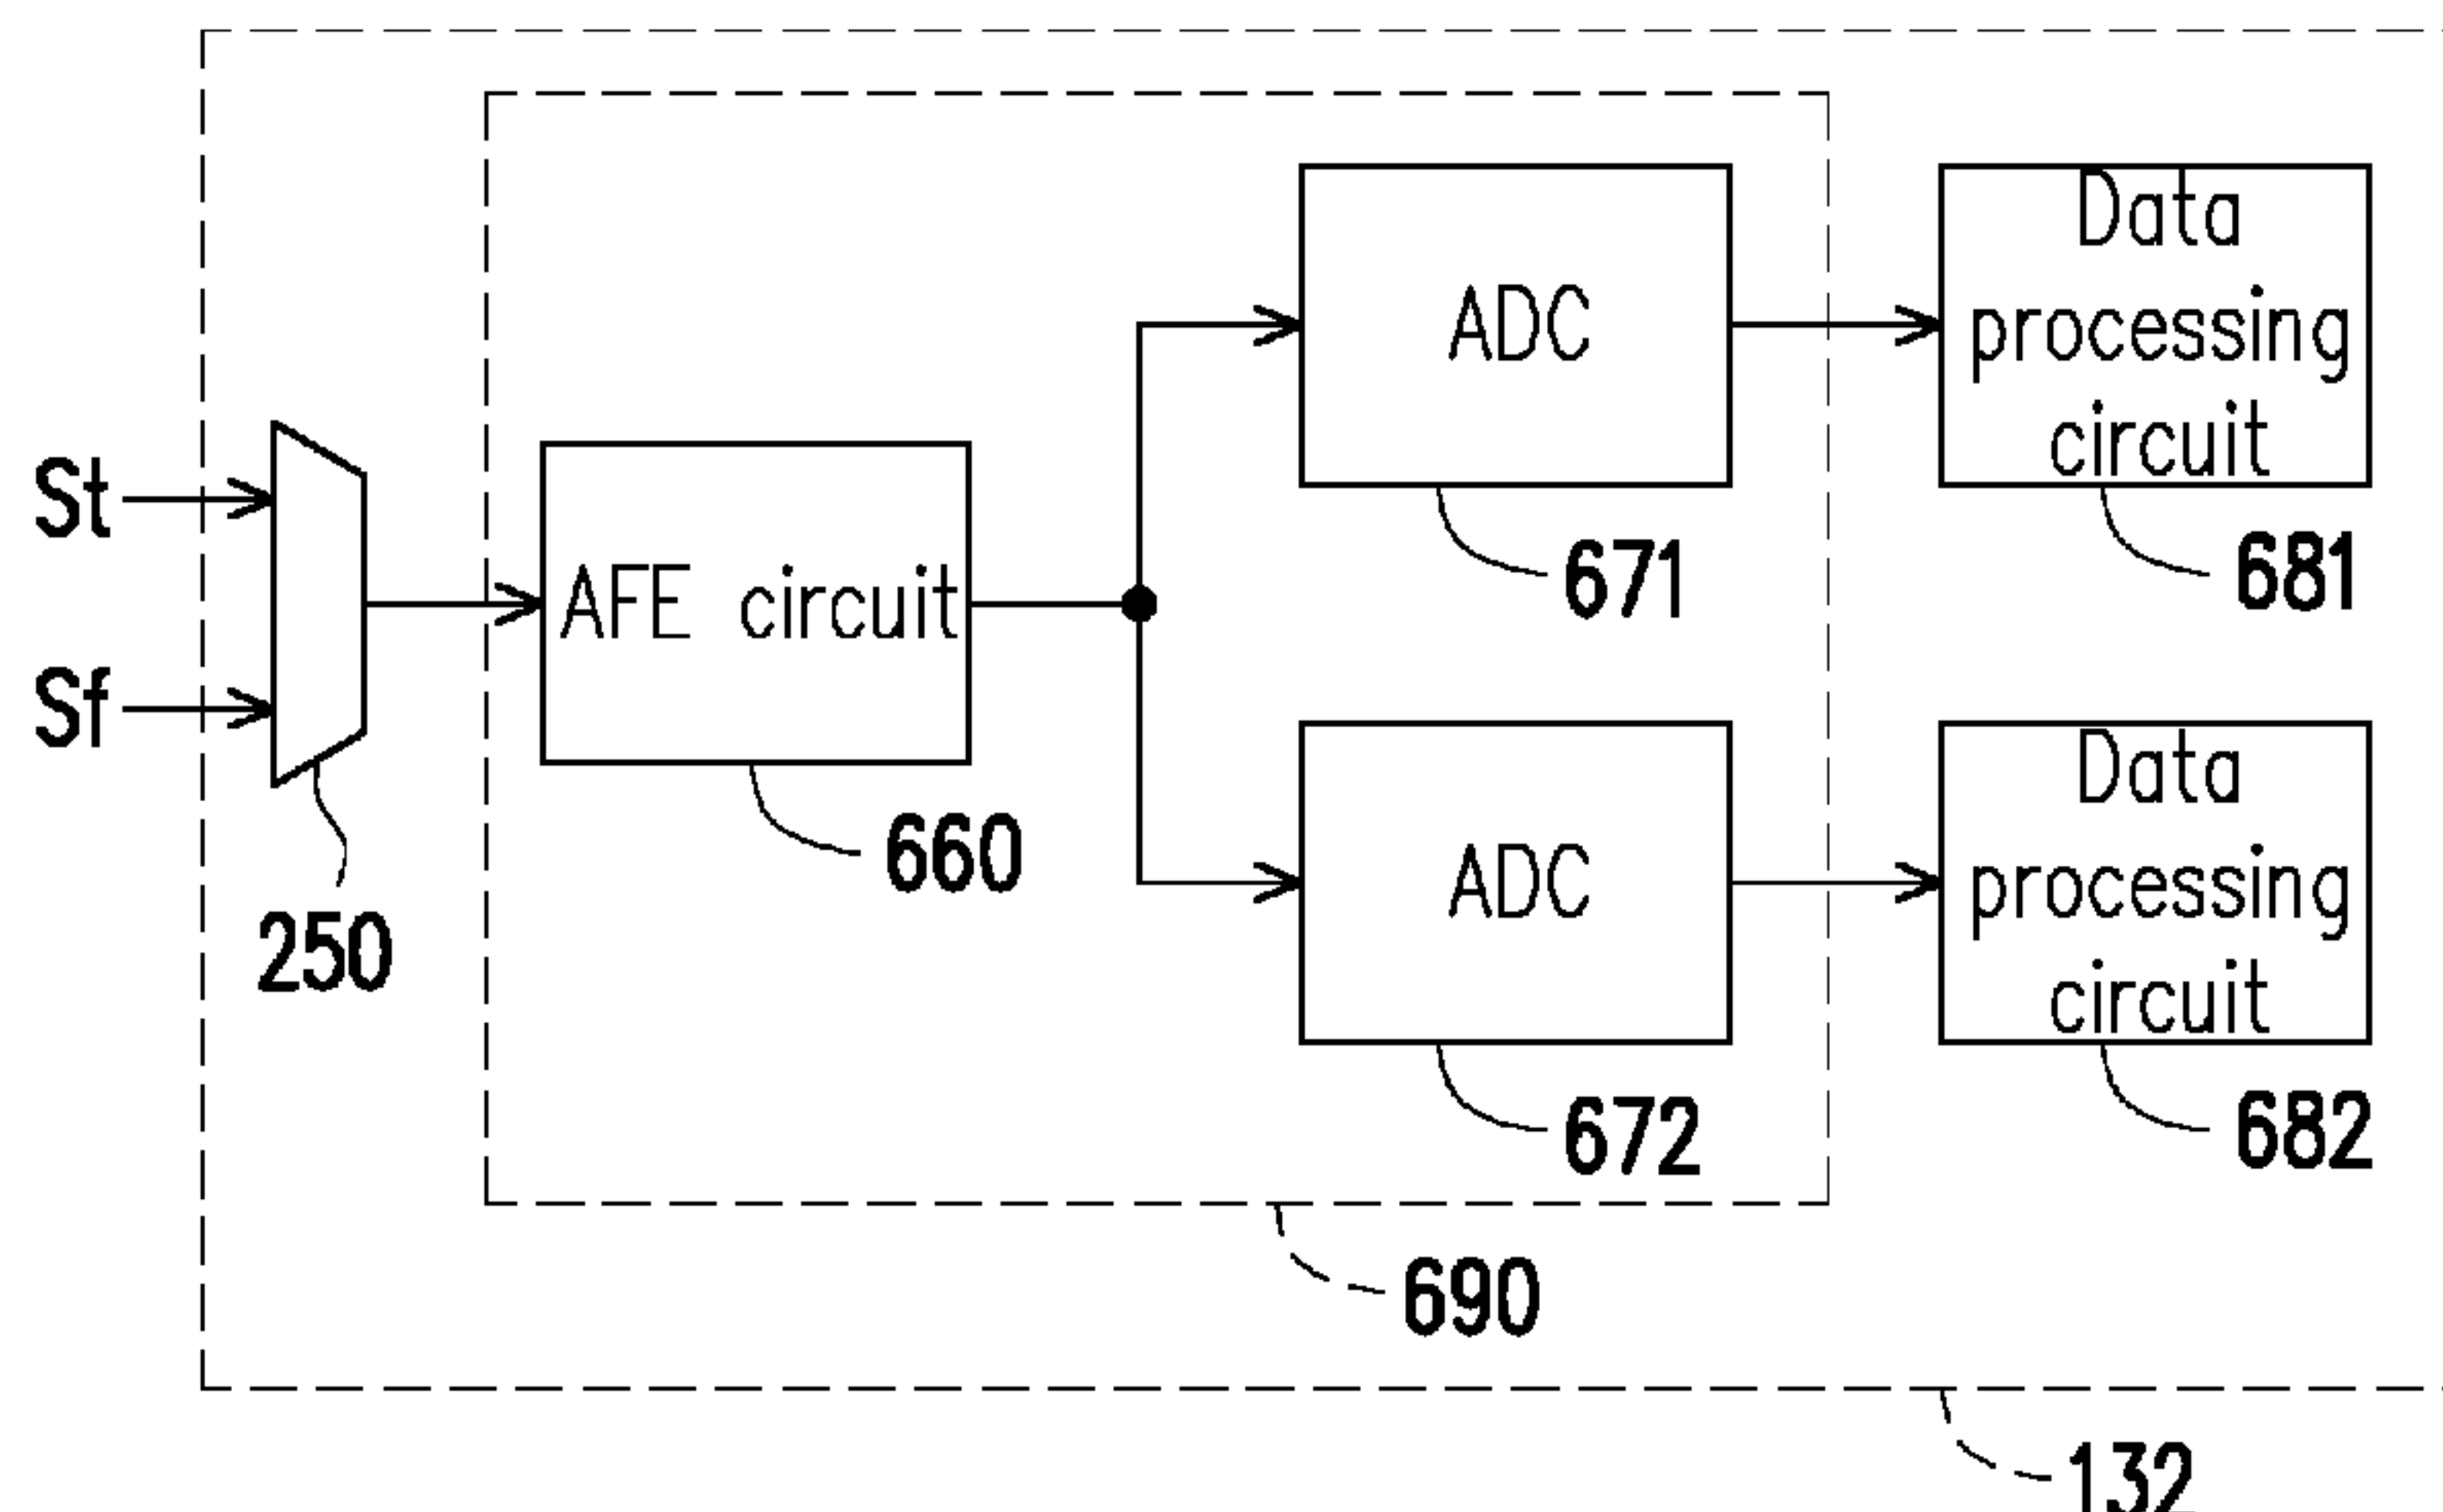 St
Sf
250
AFE circuit
660
ADC
671
ADC
672
Data
processing
circuit
681
Data
processing
circuit
682
690
132